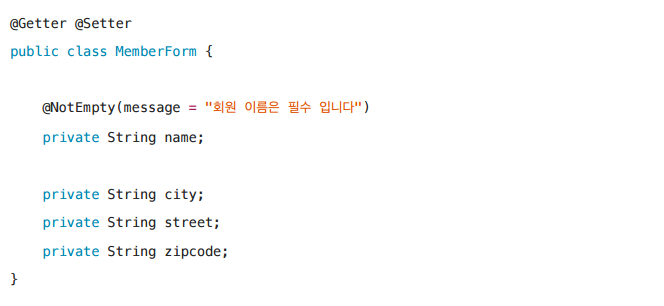 @Getter @Setter
public class MemberForm {
@NotEmpty(message = "회원 이름은 필수 입니다")
private String name;
private String city;
private String street;
private String zipcode;
}